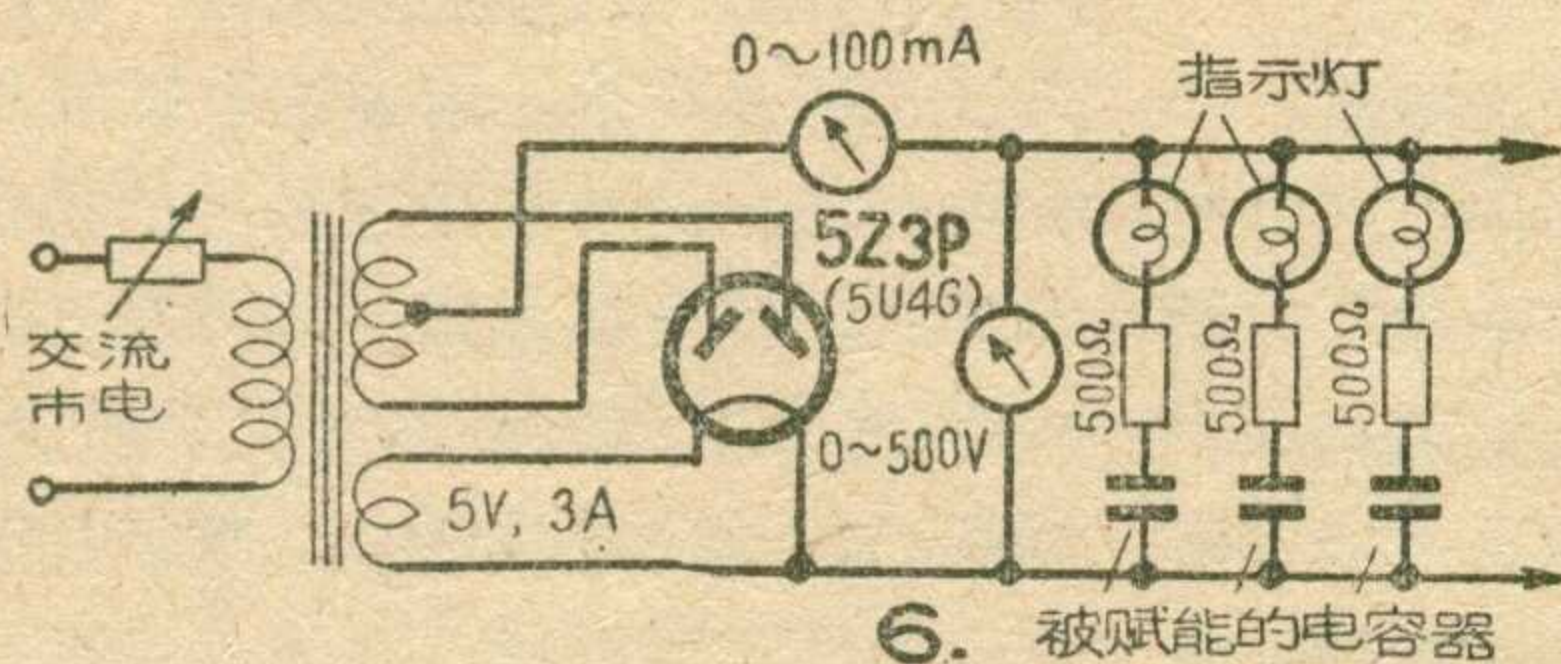 0~100mA
指示灯
5Z3P
(5U4G)
交流
市电
500Ω
500Ω
500Ω
0~500V
5V, 3A
6. 被赋能的电容器